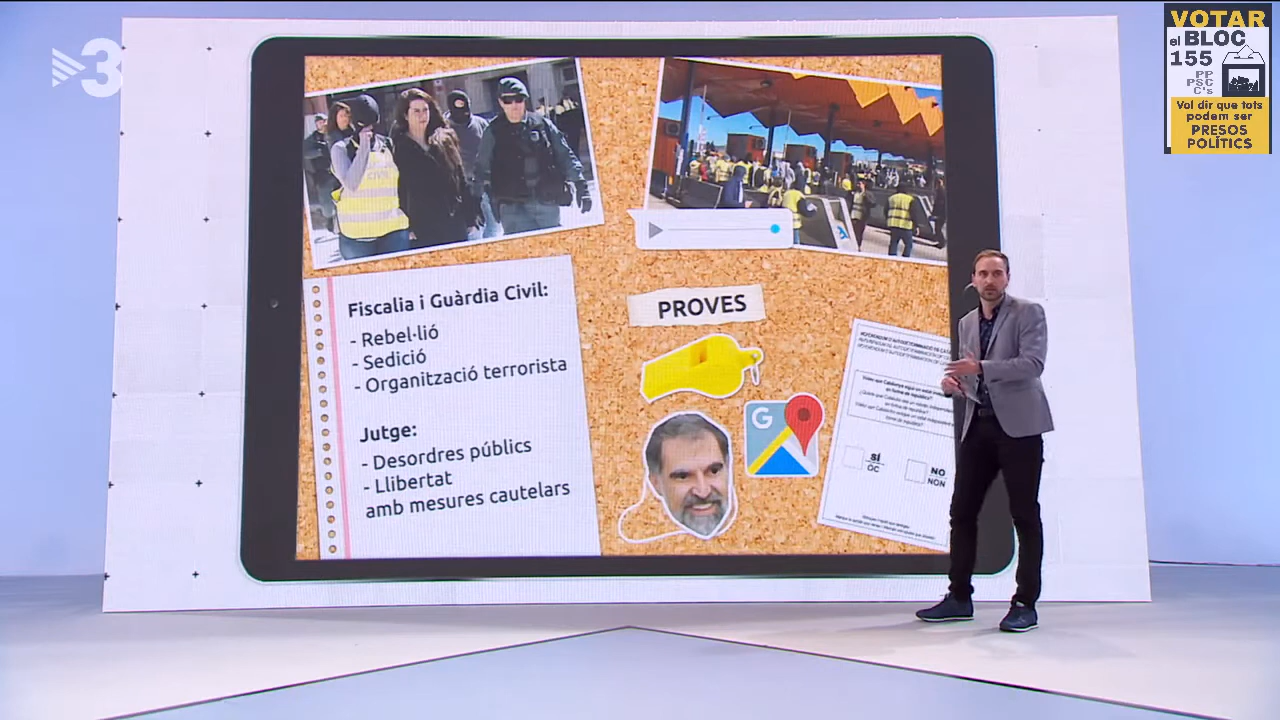 3
VOTAR
el BLOC
155
PP
PSC
C's
Vol dir que tots
podem ser
PRESOS
POLÍTICS
Fiscalia i Guàrdia Civil:
- Rebel·lió
- Sedició
- Organització terrorista
Jutge:
- Desordres públics
- Llibertat
amb mesures cautelars
PROVES
G
SÍ
ÒC
NO
NON